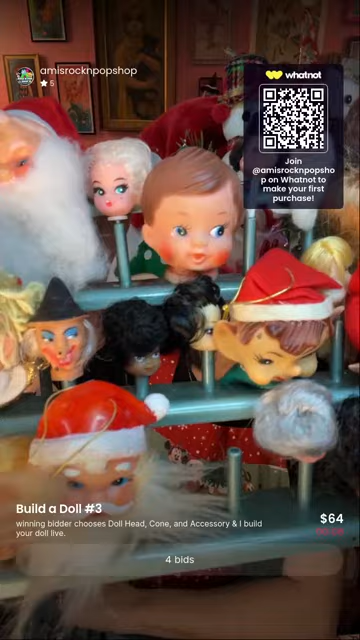 amisrocknpopshop
★ 5
whatnot
Join
@amisrocknpopsho
p on Whatnot to
make your first
purchase!
Build a Doll #3
$64
winning bidder chooses Doll Head, Cone, and Accessory & I build
your doll live.
4 bids